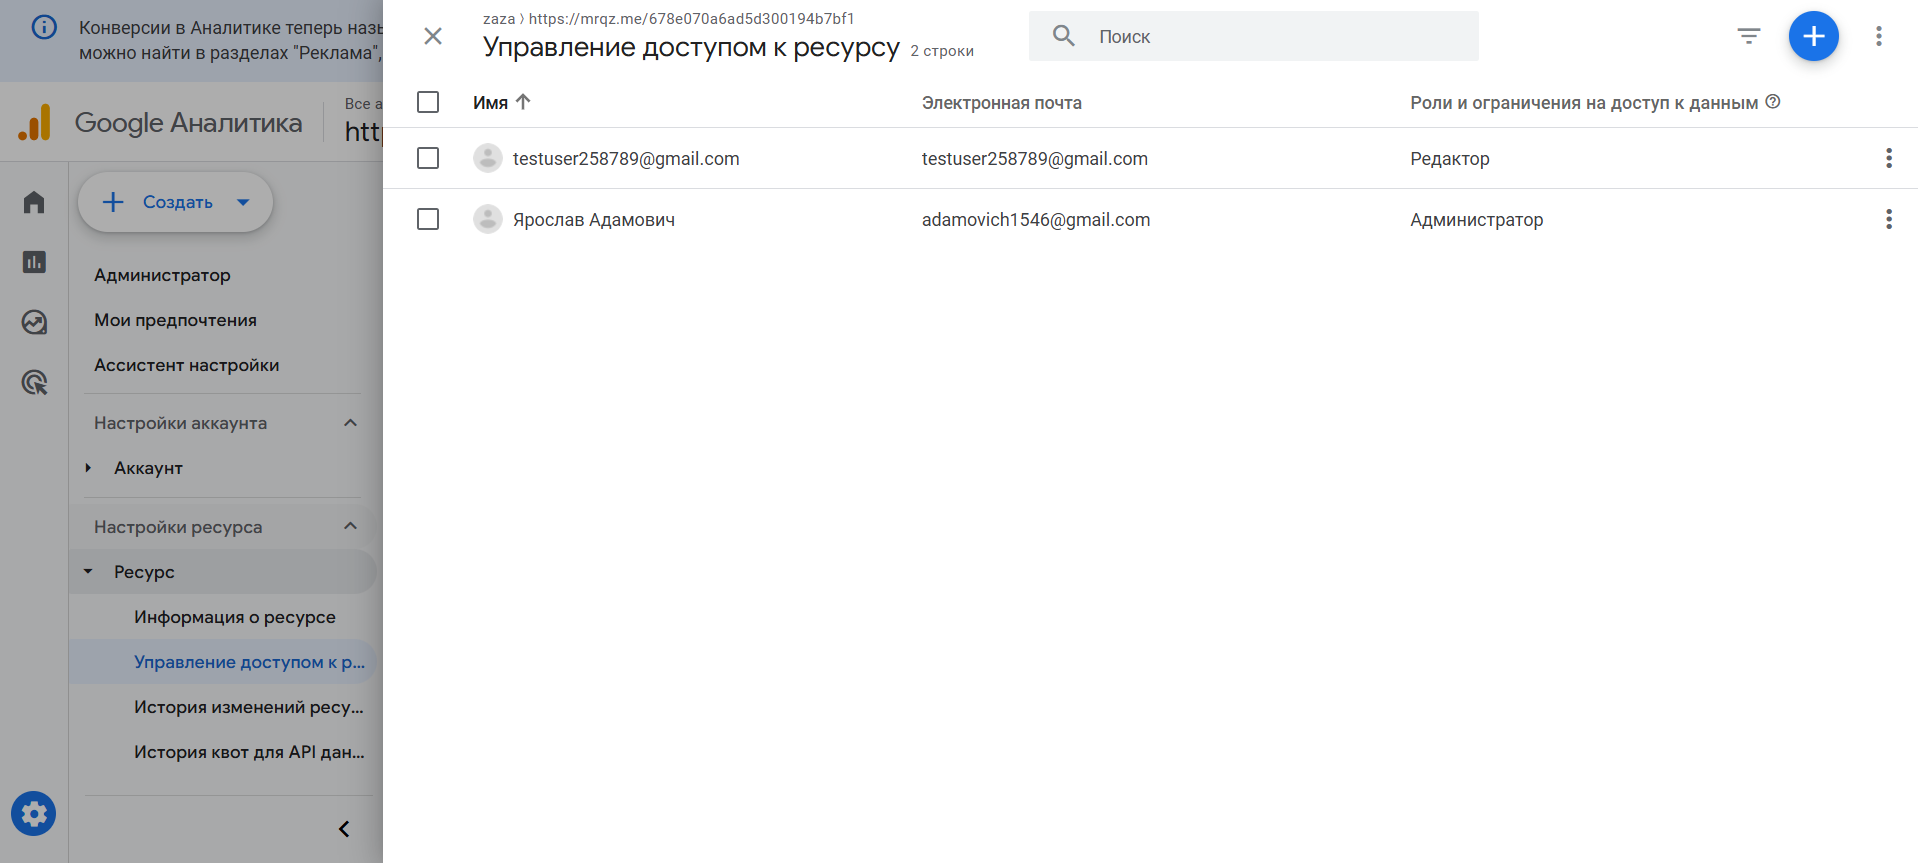 Конверсии в Аналитике теперь назы
можно найти в разделах "Реклама",
Google Аналитика
Все а
http
Создать
Администратор
Мои предпочтения
Ассистент настройки
Настройки аккаунта
Аккаунт
Настройки ресурса
Ресурс
Информация о ресурсе
Управление доступом к р...
История изменений ресу...
История квот для API дан...
zaza 〉 https://mrqz.me/678e070a6ad5d300194b7bf1
Управление доступом к ресурсу 2 строки
Поиск
Имя Электронная почта Роли и ограничения на доступ к данным
testuser258789@gmail.com testuser258789@gmail.com Редактор
Ярослав Адамович adamovich1546@gmail.com Администратор